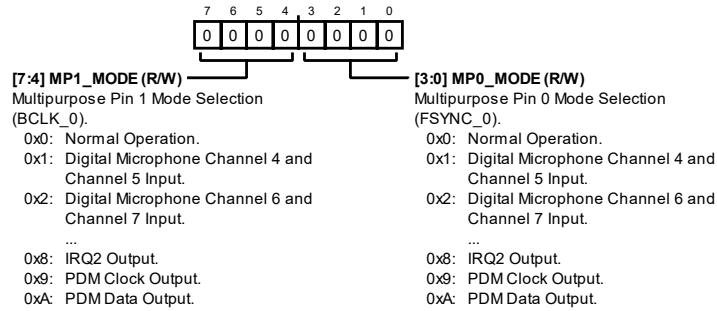 7 6 5 4 3 2 1 0
0 0 0 0 0 0 0 0
[7:4] MP1_MODE (R/W)
Multipurpose Pin 1 Mode Selection
(BCLK_0).
0x0: Normal Operation.
0x1: Digital Microphone Channel 4 and
Channel 5 Input.
0x2: Digital Microphone Channel 6 and
Channel 7 Input.
...
0x8: IRQ2 Output.
0x9: PDM Clock Output.
0xA: PDM Data Output.
[3:0] MP0_MODE (R/W)
Multipurpose Pin 0 Mode Selection
(FSYNC_0).
0x0: Normal Operation.
0x1: Digital Microphone Channel 4 and
Channel 5 Input.
0x2: Digital Microphone Channel 6 and
Channel 7 Input.
...
0x8: IRQ2 Output.
0x9: PDM Clock Output.
0xA: PDM Data Output.